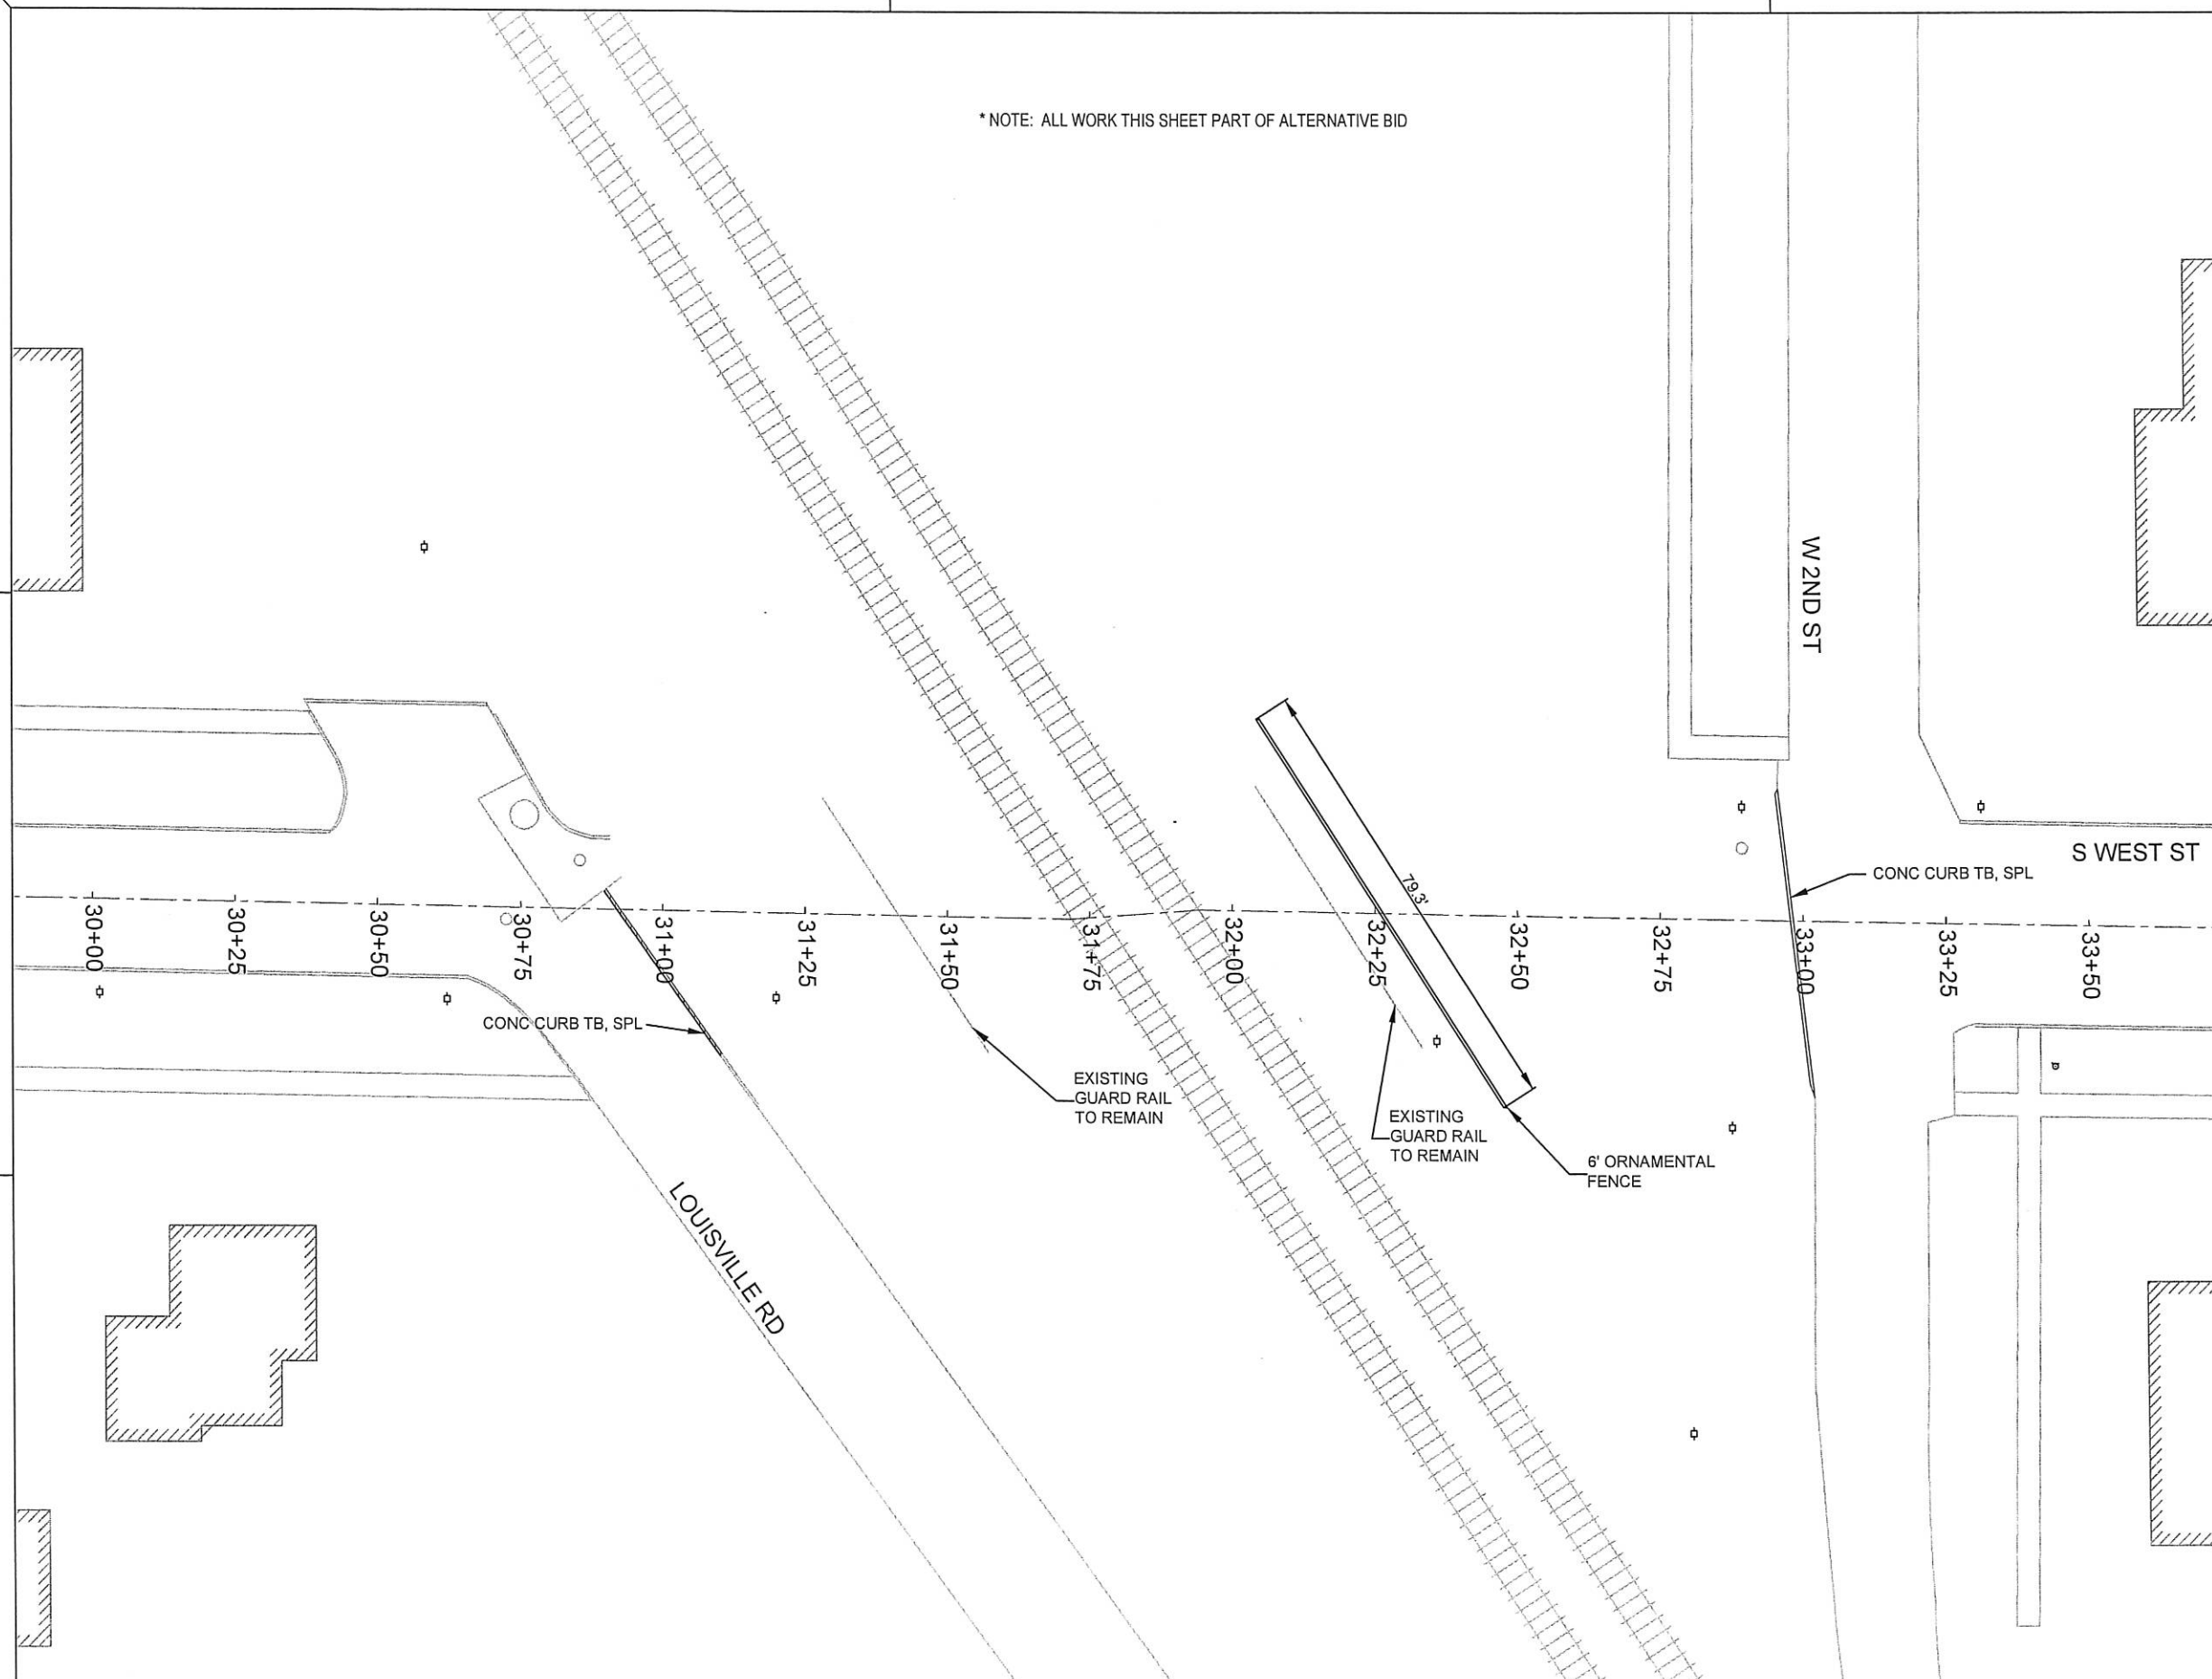 * NOTE: ALL WORK THIS SHEET PART OF ALTERNATIVE BID
W 2ND ST
S WEST ST
CONC CURB TB, SPL
79.3'
30+00
30+25
30+50
30+75
31+00
31+25
31+50
31+75
32+00
32+25
32+50
32+75
33+00
33+25
33+50
CONC CURB TB, SPL
EXISTING
GUARD RAIL
TO REMAIN
EXISTING
GUARD RAIL
TO REMAIN
6' ORNAMENTAL
FENCE
LOUISVILLE RD